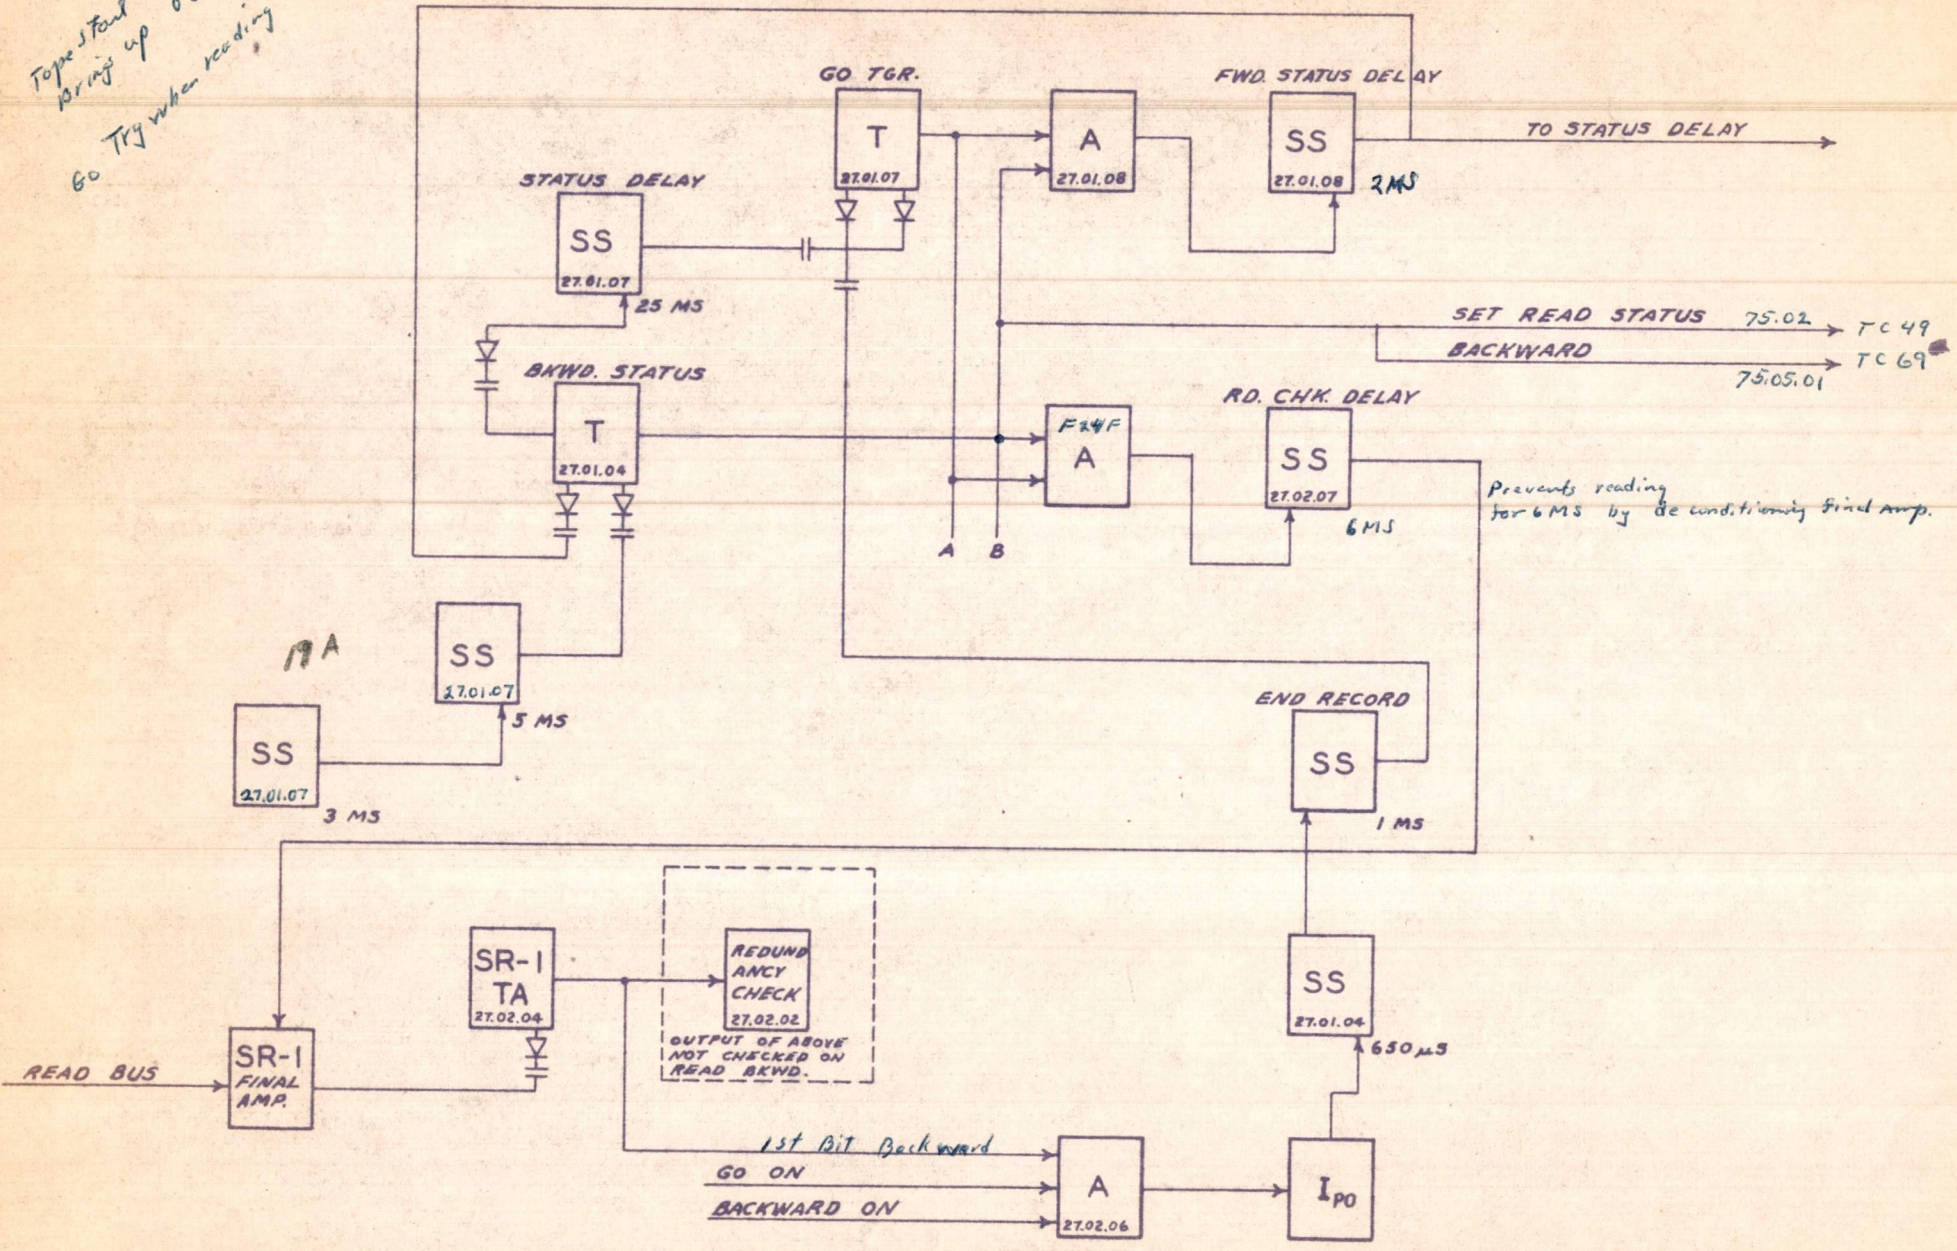 Tape start
Bring up
Go Try when reading
GO TGR.
T
27.01.07
A
27.01.08
FWD. STATUS DELAY
SS
27.01.08
2MS
TO STATUS DELAY
STATUS DELAY
SS
27.01.07
25 MS
SET READ STATUS 75.02 TC 49
BACKWARD TC 69
75.05.01
BKWD. STATUS
T
27.01.04
F24F
A
RD. CHK. DELAY
SS
27.02.07
6MS
Prevents reading
for 6 MS by de conditioning final Amp.
A B
SS
27.01.07
5 MS
SS
27.01.07
3 MS
END RECORD
SS
1 MS
SR-1
TA
27.02.04
REDUND
ANCY
CHECK
27.02.02
OUTPUT OF ABOVE
NOT CHECKED ON
READ BKWD.
SS
27.01.04
650 μS
READ BUS
SR-1
FINAL
AMP.
1st Bit Backward
GO ON
BACKWARD ON
A
27.02.06
IPO